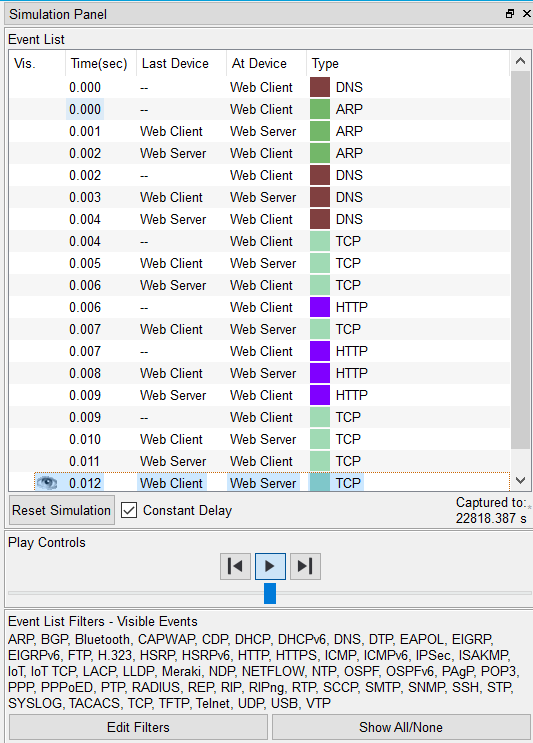 Simulation Panel
Event List
Vis. Time(sec) Last Device At Device Type
0.000 -- Web Client DNS
0.000 -- Web Client ARP
0.001 Web Client Web Server ARP
0.002 Web Server Web Client ARP
0.002 -- Web Client DNS
0.003 Web Client Web Server DNS
0.004 Web Server Web Client DNS
0.004 -- Web Client TCP
0.005 Web Client Web Server TCP
0.006 Web Server Web Client TCP
0.006 -- Web Client HTTP
0.007 Web Client Web Server TCP
0.007 -- Web Client HTTP
0.008 Web Client Web Server HTTP
0.009 Web Server Web Client HTTP
0.009 -- Web Client TCP
0.010 Web Client Web Server TCP
0.011 Web Server Web Client TCP
0.012 Web Client Web Server TCP
Reset Simulation Constant Delay Captured to:
22818.387 s
Play Controls
Event List Filters - Visible Events
ARP, BGP, Bluetooth, CAPWAP, CDP, DHCP, DHCPv6, DNS, DTP, EAPOL, EIGRP,
EIGRPv6, FTP, H.323, HSRP, HSRPv6, HTTP, HTTPS, ICMP, ICMPv6, IPSec, ISAKMP,
IoT, IoT TCP, LACP, LLDP, Meraki, NDP, NETFLOW, NTP, OSPF, OSPFv6, PAgP, POP3,
PPP, PPPoED, PTP, RADIUS, REP, RIP, RIPng, RTP, SCCP, SMTP, SNMP, SSH, STP,
SYSLOG, TACACS, TCP, TFTP, Telnet, UDP, USB, VTP
Edit Filters Show All/None